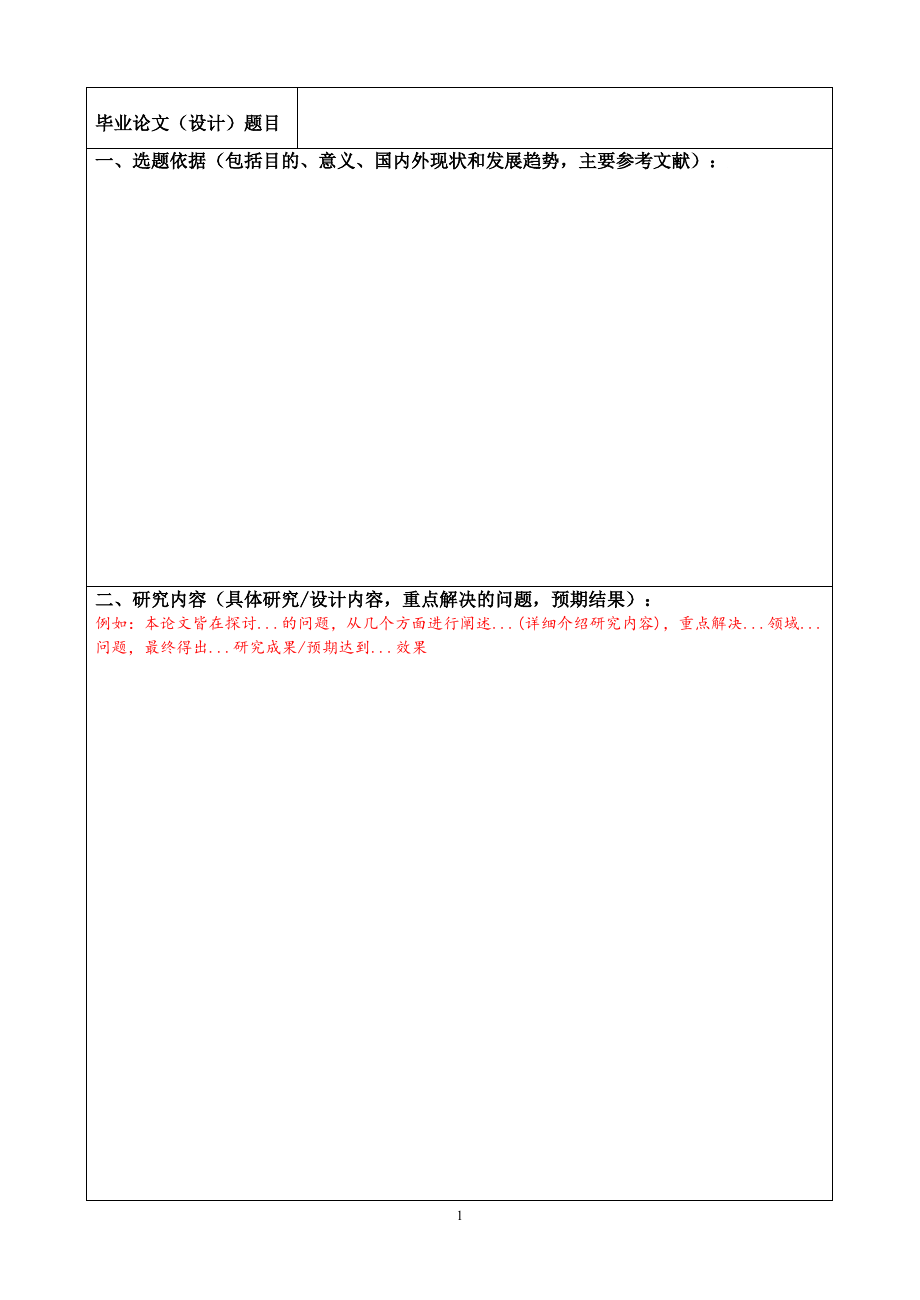 毕业论文（设计）题目
一、选题依据（包括目的、意义、国内外现状和发展趋势，主要参考文献）：
二、研究内容（具体研究/设计内容，重点解决的问题，预期结果）：
例如：本论文皆在探讨...的问题，从几个方面进行阐述...(详细介绍研究内容)，重点解决...领域...
问题，最终得出...研究成果/预期达到...效果
1